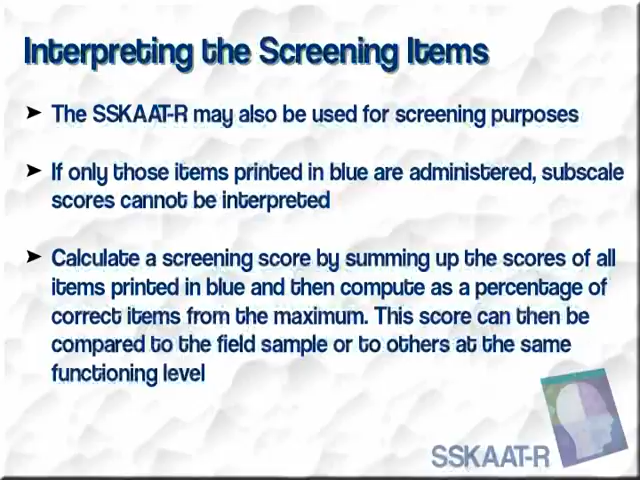 Interpreting the Screening Items
➤ The SSKAAT-R may also be used for screening purposes
➤ If only those items printed in blue are administered, subscale
scores cannot be interpreted
➤ Calculate a screening score by summing up the scores of all
items printed in blue and then compute as a percentage of
correct items from the maximum. This score can then be
compared to the field sample or to others at the same
functioning level
SSKAAT-R